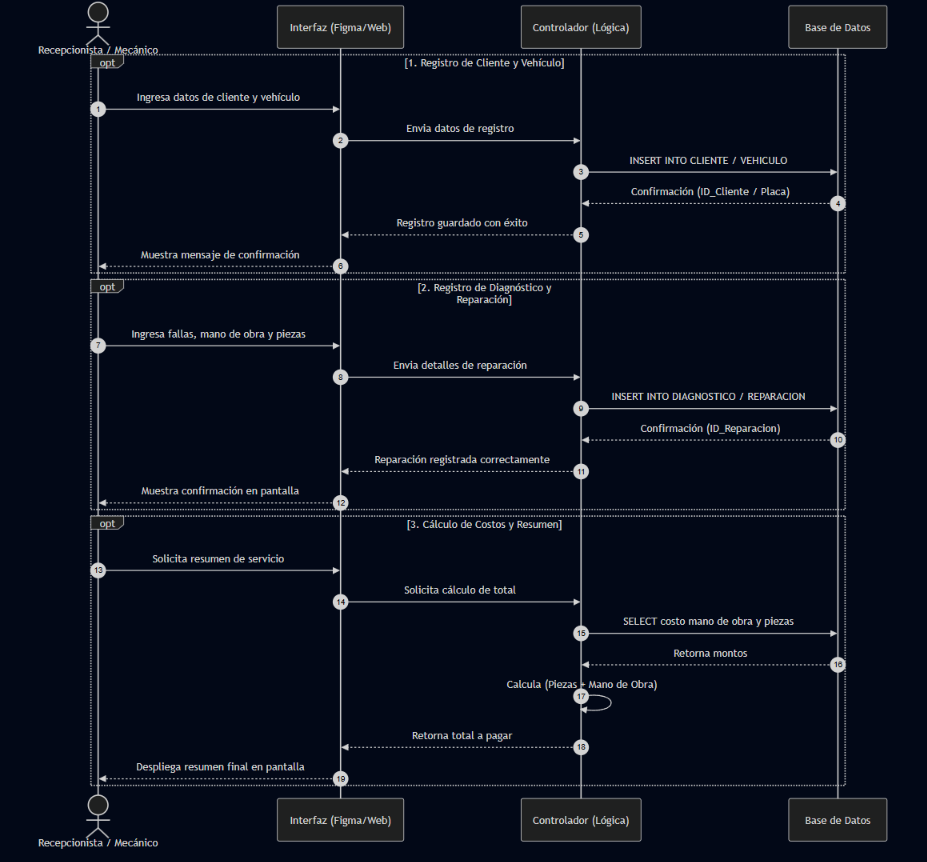 Interfaz (Figma/Web)
Controlador (Lógica)
Base de Datos
Recepcionista / Mecánico
opt
[1. Registro de Cliente y Vehículo]
Ingresa datos de cliente y vehículo
1
Envia datos de registro
2
INSERT INTO CLIENTE / VEHICULO
3
Confirmación (ID_Cliente / Placa)
4
Registro guardado con éxito
5
Muestra mensaje de confirmación
6
opt
[2. Registro de Diagnóstico y
Reparación]
Ingresa fallas, mano de obra y piezas
7
Envia detalles de reparación
8
INSERT INTO DIAGNOSTICO / REPARACION
9
Confirmación (ID_Reparacion)
10
Reparación registrada correctamente
11
Muestra confirmación en pantalla
12
opt
[3. Cálculo de Costos y Resumen]
Solicita resumen de servicio
13
Solicita cálculo de total
14
SELECT costo mano de obra y piezas
15
Retorna montos
16
Calcula (Piezas + Mano de Obra)
17
Retorna total a pagar
18
Despliega resumen final en pantalla
19
Interfaz (Figma/Web)
Controlador (Lógica)
Base de Datos
Recepcionista / Mecánico